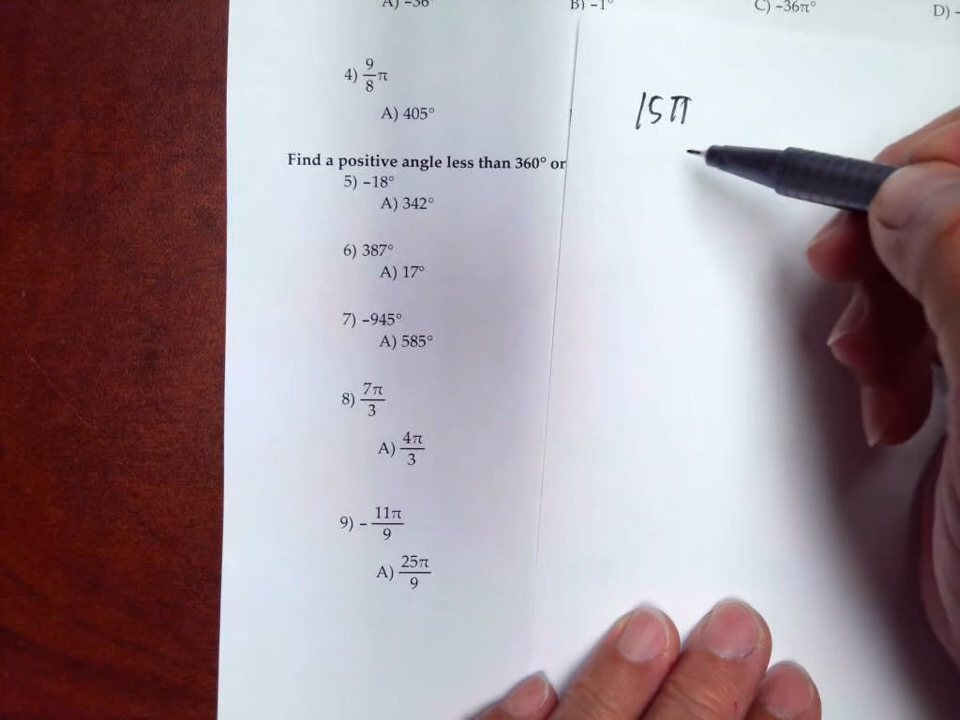 A) −36° B) −1° C) −36π° D) −
4) 9/8 π
15π
A) 405°
Find a positive angle less than 360° or
5) −18°
A) 342°
6) 387°
A) 17°
7) −945°
A) 585°
8) 7π/3
A) 4π/3
9) − 11π/9
A) 25π/9